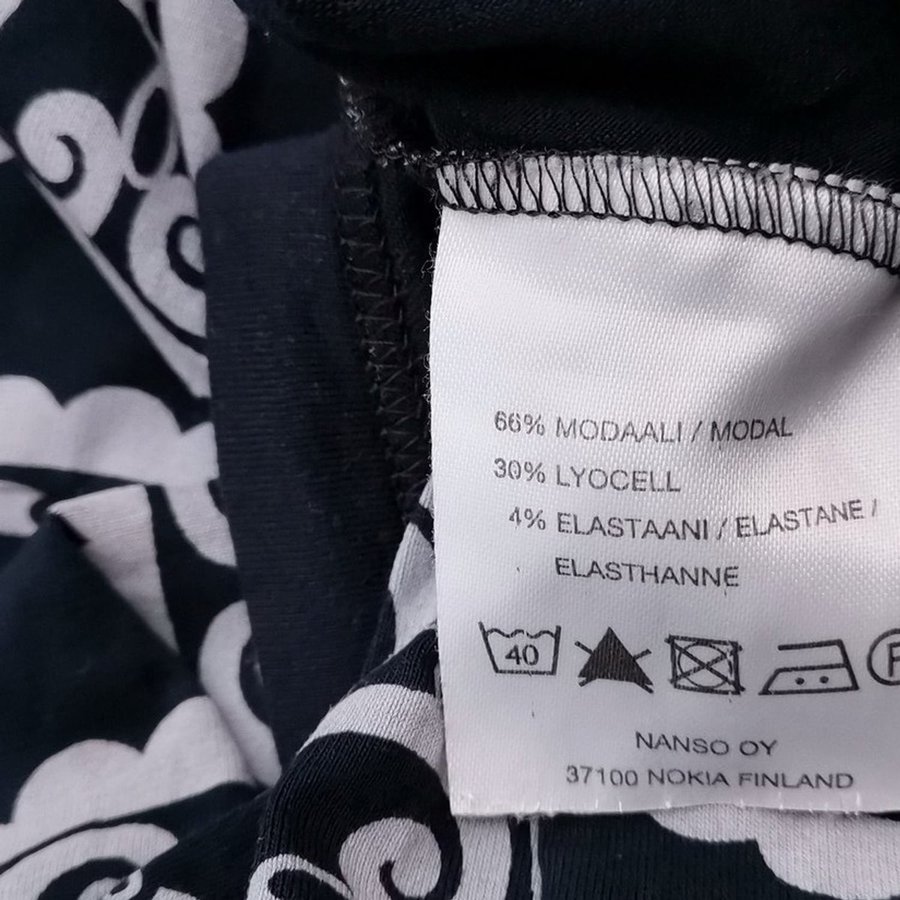 66% MODAALI / MODAL
30% LYOCELL
4% ELASTAANI / ELASTANE /
ELASTHANNE
40
NANSO OY
37100 NOKIA FINLAND